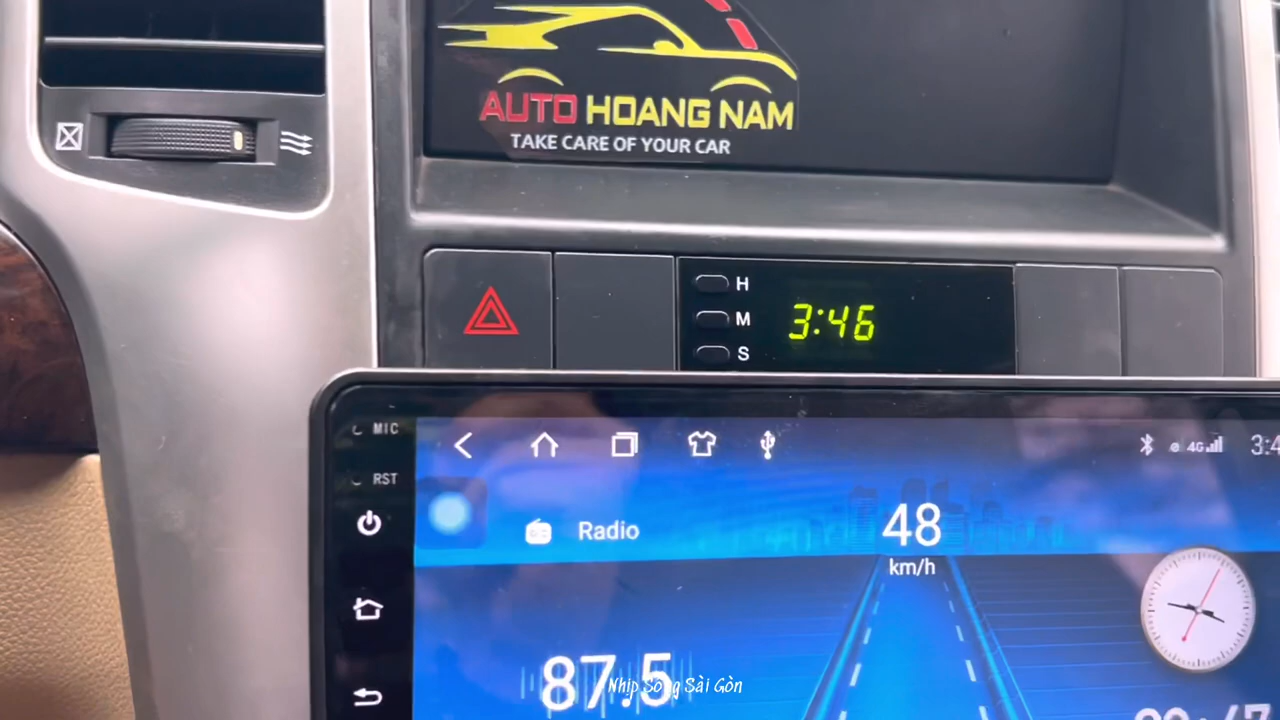 AUTO HOANG NAM
TAKE CARE OF YOUR CAR
H
M
S
3:46
MIC
RST
4G
Radio
48
km/h
87.5
Nhịp Sống Sài Gòn